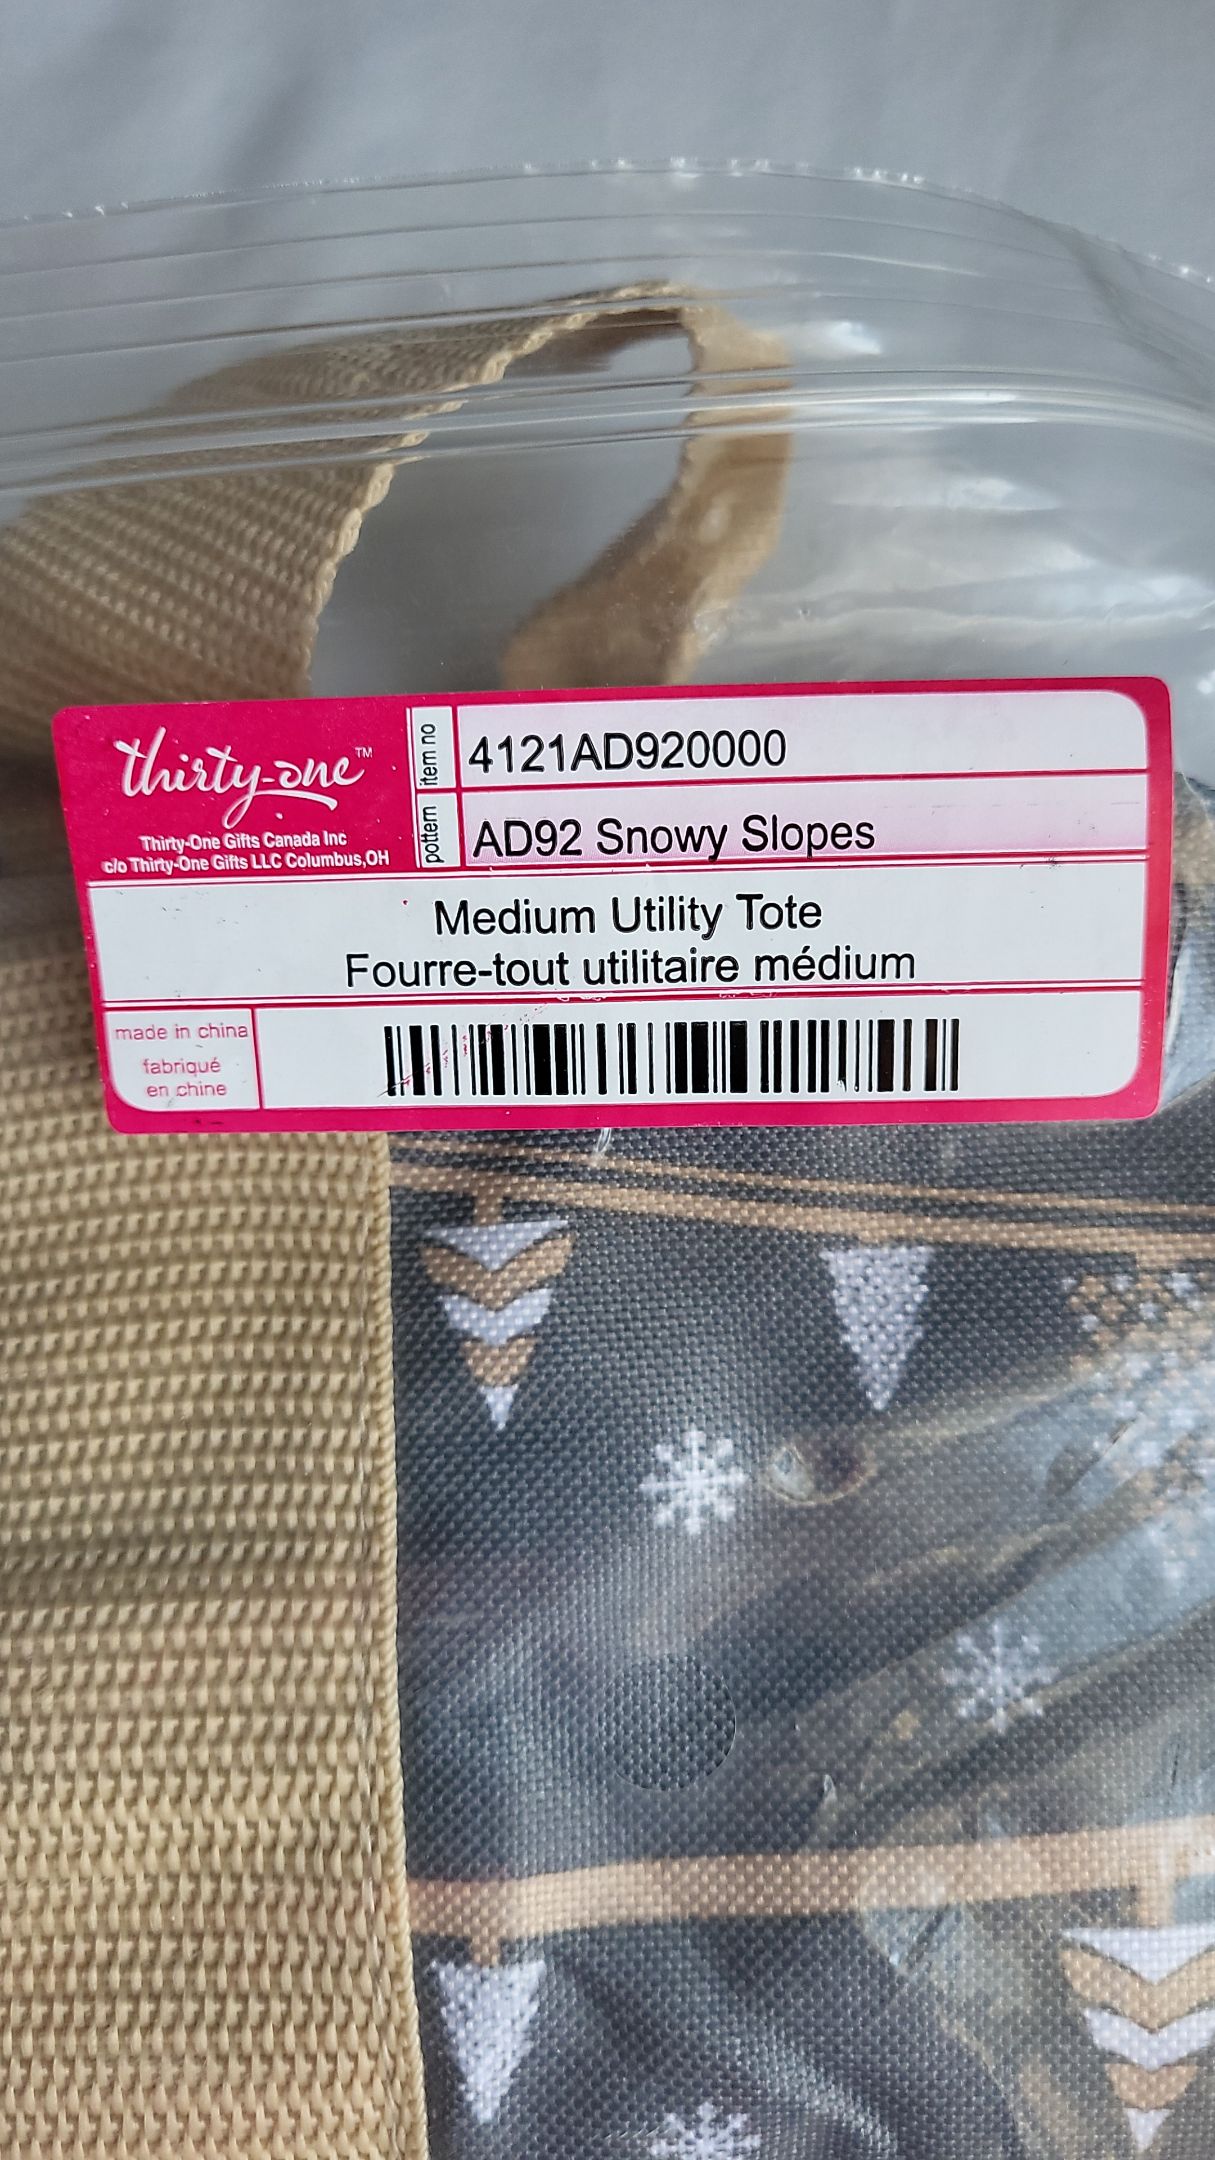 thirty-one™
Thirty-One Gifts Canada Inc
c/o Thirty-One Gifts LLC Columbus,OH
item no
4121AD920000
pattern
AD92 Snowy Slopes
Medium Utility Tote
Fourre-tout utilitaire médium
made in china
fabriqué
en chine